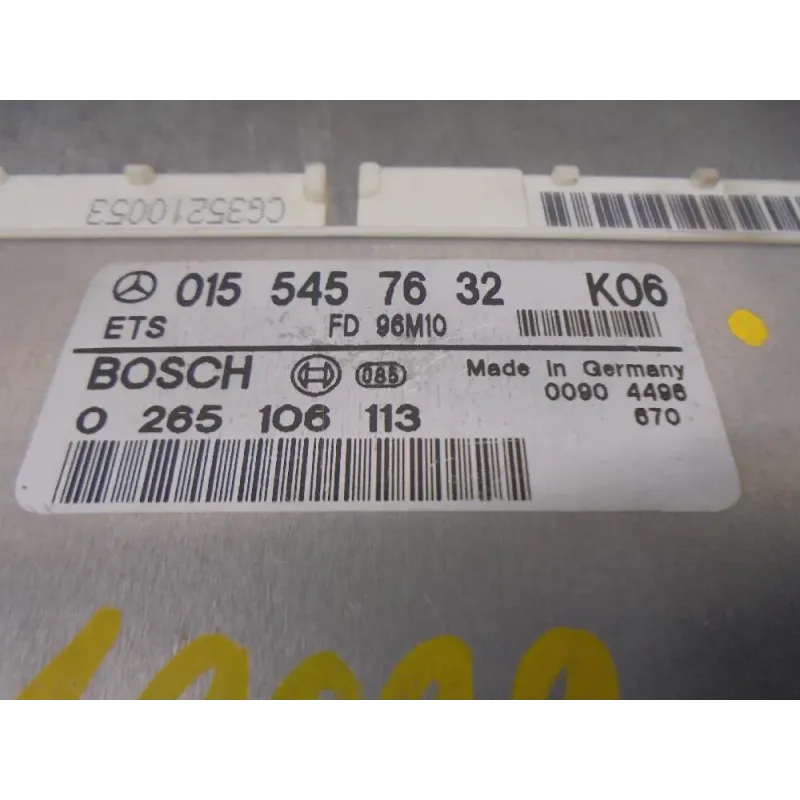 CG35210053
015 545 76 32 K06
ETS FD 96M10
BOSCH 085 Made in Germany
0 265 106 113 0090 4496
670